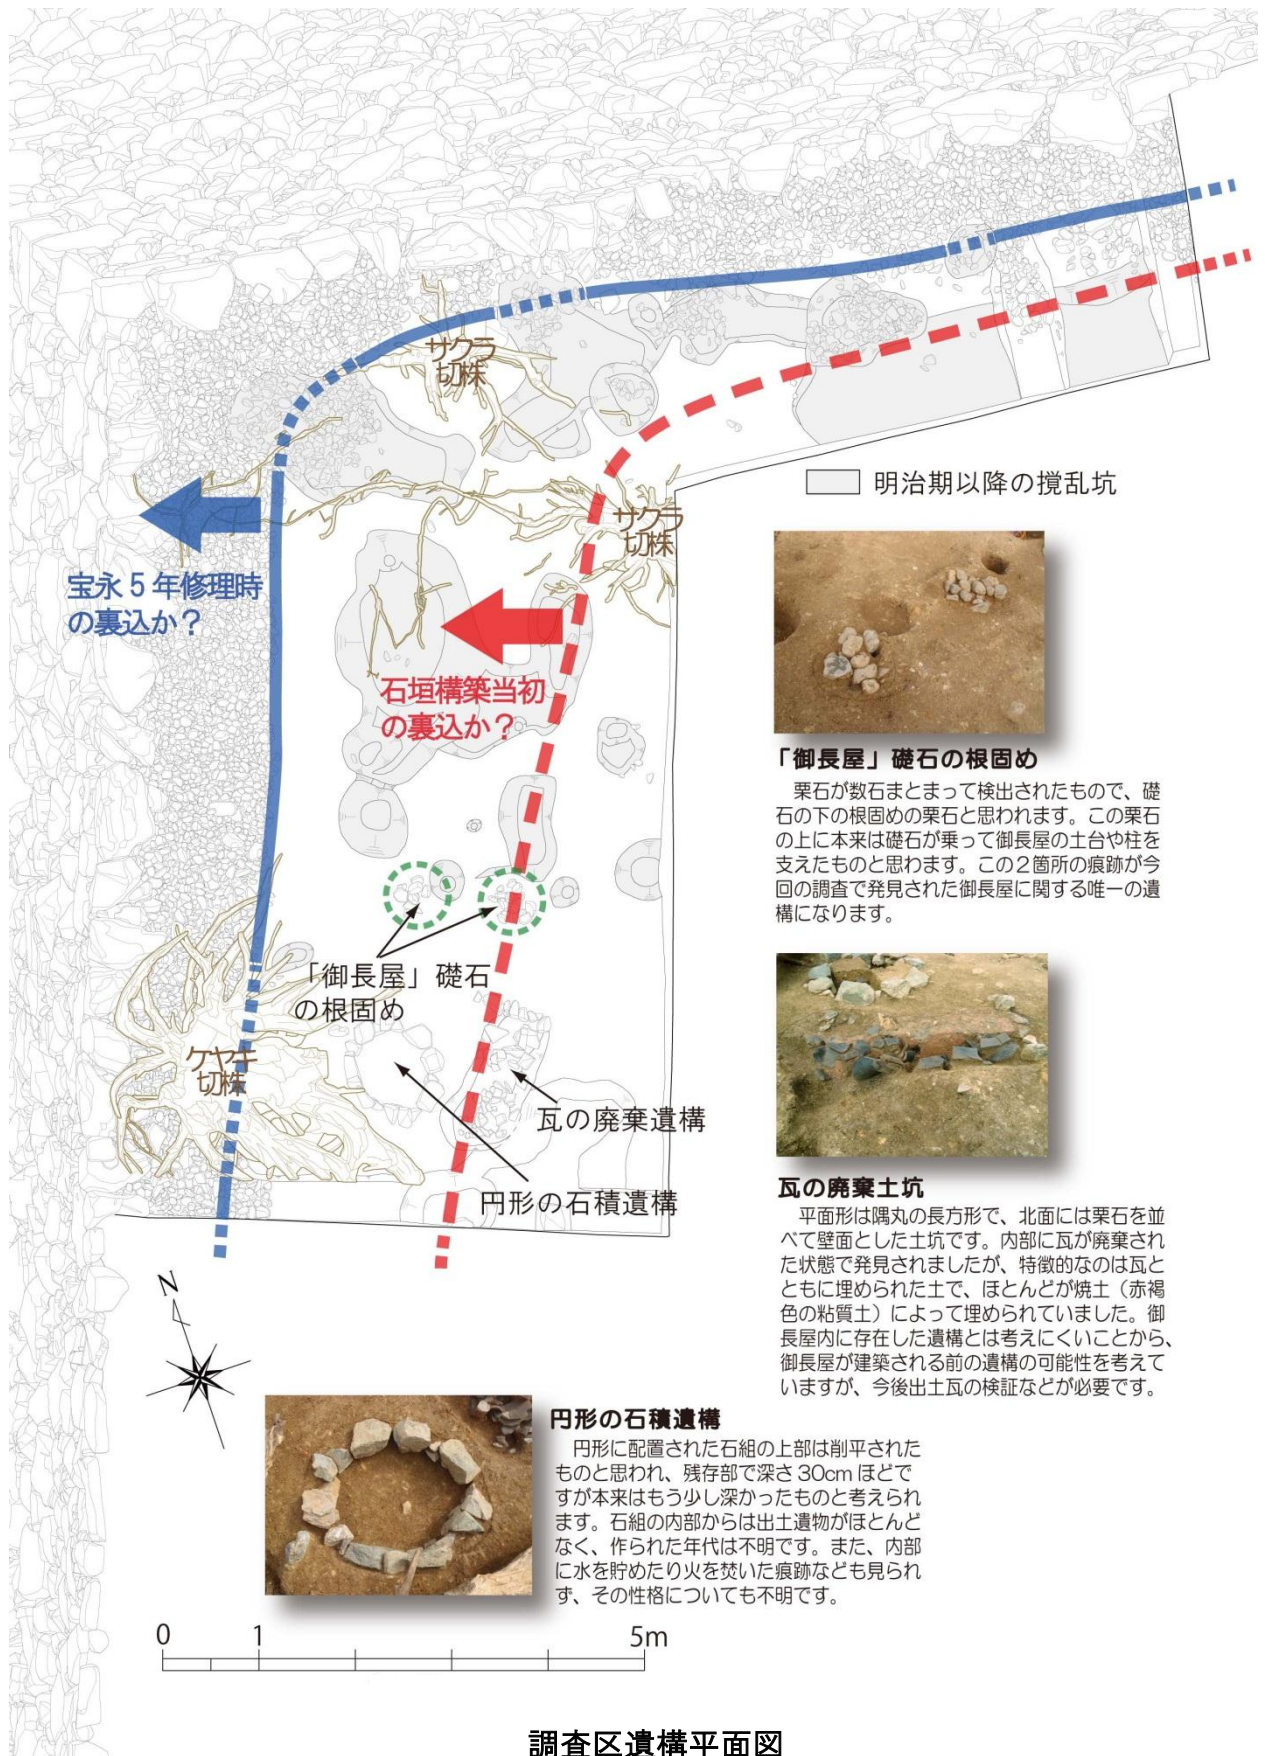 サクラ
切株
サクラ
切株
明治期以降の撹乱坑
宝永5年修理時
の裏込か？
石垣構築当初
の裏込か？
「御長屋」礎石の根固め
栗石が数石まとまって検出されたもので、礎
石の下の根固めの栗石と思われます。この栗石
の上に本来は礎石が乗って御長屋の土台や柱を
支えたものと思わます。この２箇所の痕跡が今
回の調査で発見された御長屋に関する唯一の遺
構になります。
「御長屋」礎石
の根固め
ケヤキ
切株
瓦の廃棄遺構
円形の石積遺構
瓦の廃棄土坑
平面形は隅丸の長方形で、北面には栗石を並
べて壁面とした土坑です。内部に瓦が廃棄され
た状態で発見されましたが、特徴的なのは瓦と
ともに埋められた土で、ほとんどが焼土（赤褐
色の粘質土）によって埋められていました。御
長屋内に存在した遺構とは考えにくいことから、
御長屋が建築される前の遺構の可能性を考えて
いますが、今後出土瓦の検証などが必要です。
N
円形の石積遺構
円形に配置された石組の上部は削平された
ものと思われ、残存部で深さ30cmほどで
すが本来はもう少し深かったものと考えられ
ます。石組の内部からは出土遺物がほとんど
なく、作られた年代は不明です。また、内部
に水を貯めたり火を焚いた痕跡なども見られ
ず、その性格についても不明です。
0 1 5m
調査区遺構平面図